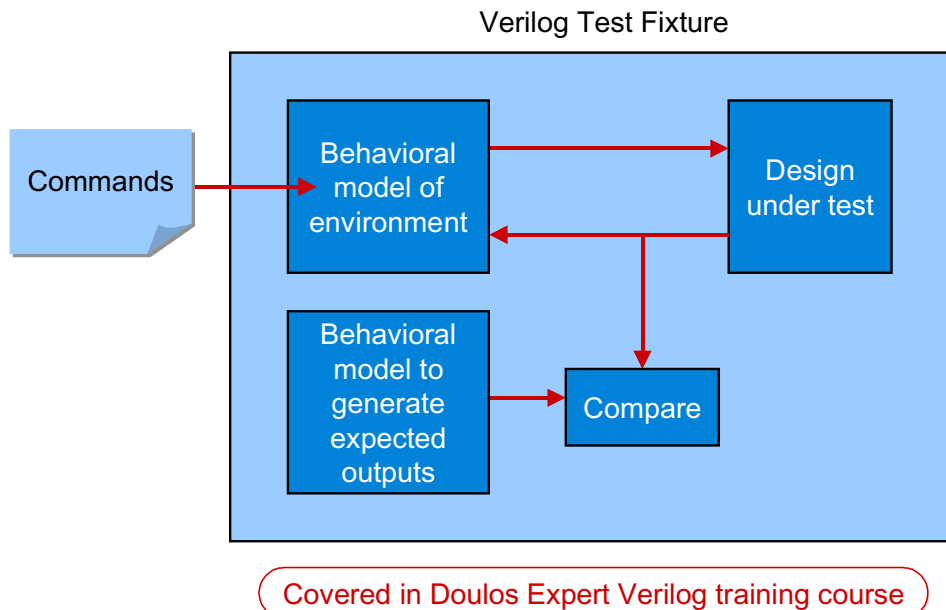 Verilog Test Fixture
Commands
Behavioral
model of
environment
Design
under test
Behavioral
model to
generate
expected
outputs
Compare
Covered in Doulos Expert Verilog training course